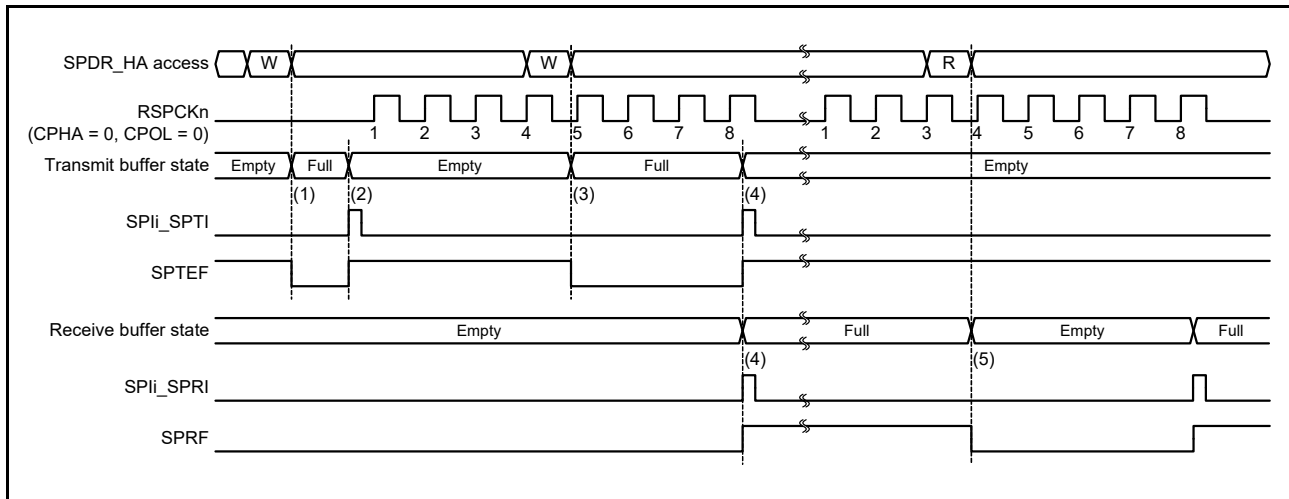 SPDR_HA access W W R
RSPCKn
(CPHA = 0, CPOL = 0)
1 2 3 4 5 6 7 8 1 2 3 4 5 6 7 8
Transmit buffer state Empty Full Empty Full Empty
(1) (2) (3) (4)
SPIi_SPTI
SPTEF
Receive buffer state Empty Full Empty Full
(4) (5)
SPIi_SPRI
SPRF